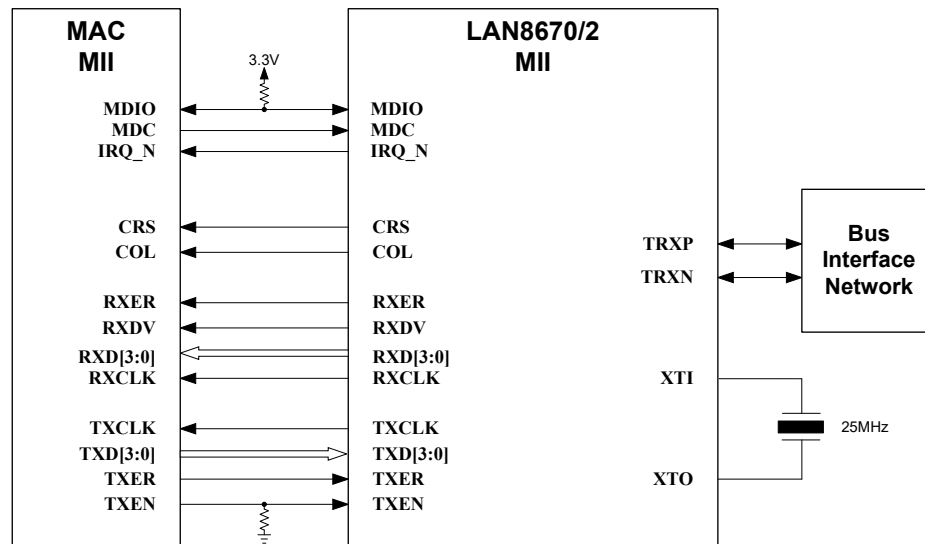 MAC
MII
LAN8670/2
MII
3.3V
MDIO
MDIO
MDC
MDC
IRQ_N
IRQ_N
CRS
CRS
COL
COL
TRXP
TRXN
Bus
Interface
Network
RXER
RXER
RXDV
RXDV
RXD[3:0]
RXD[3:0]
RXCLK
RXCLK
XTI
TXCLK
TXCLK
25MHz
TXD[3:0]
TXD[3:0]
TXER
TXER
XTO
TXEN
TXEN